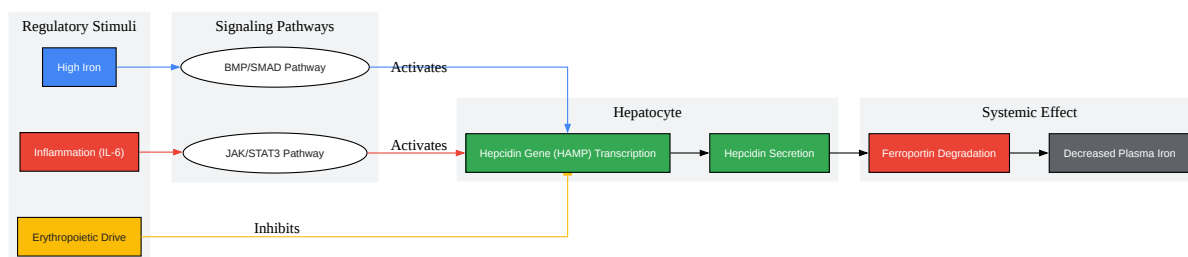 Regulatory Stimuli
Signaling Pathways
High Iron
BMP/SMAD Pathway
Activates
Hepatocyte
Systemic Effect
Inflammation (IL-6)
JAK/STAT3 Pathway
Activates
Hepcidin Gene (HAMP) Transcription
Hepcidin Secretion
Ferroportin Degradation
Decreased Plasma Iron
Erythropoietic Drive
Inhibits